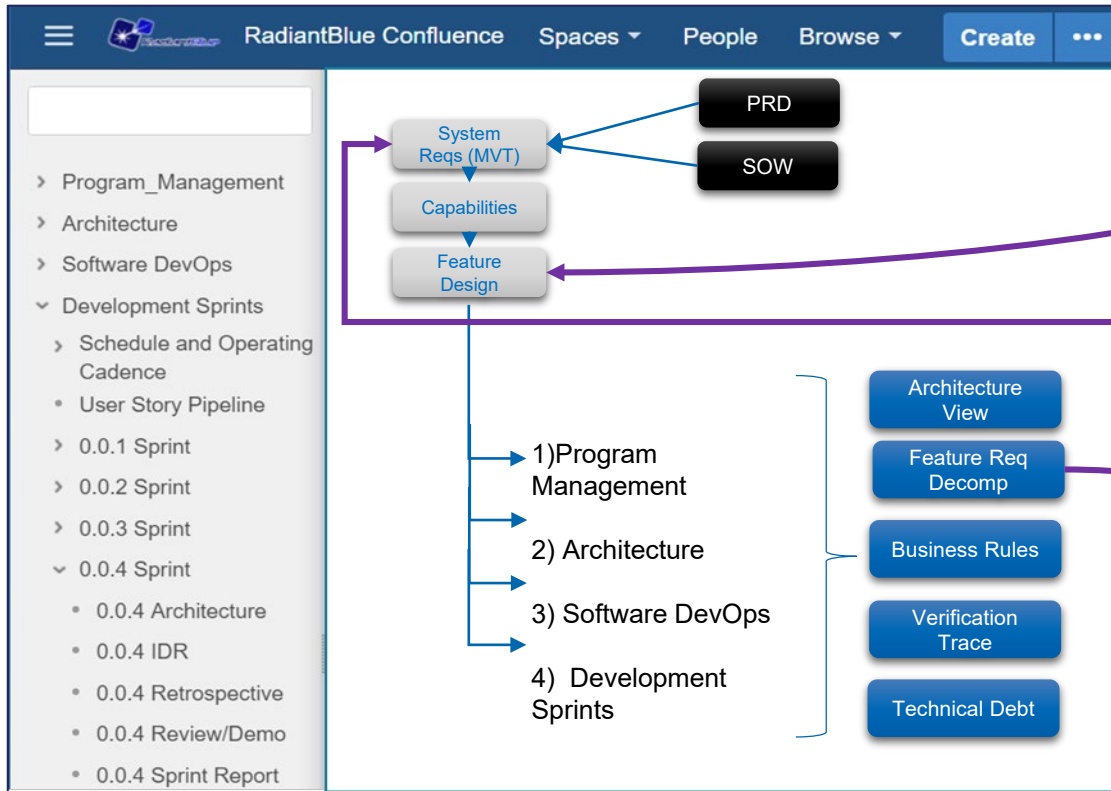 RadiantBlue
RadiantBlue Confluence Spaces People Browse Create •••
Program_Management
Architecture
Software DevOps
Development Sprints
Schedule and Operating
Cadence
User Story Pipeline
0.0.1 Sprint
0.0.2 Sprint
0.0.3 Sprint
0.0.4 Sprint
0.0.4 Architecture
0.0.4 IDR
0.0.4 Retrospective
0.0.4 Review/Demo
0.0.4 Sprint Report
PRD
SOW
System
Reqs (MVT)
Capabilities
Feature
Design
1)Program
Management
2) Architecture
3) Software DevOps
4) Development
Sprints
Architecture
View
Feature Req
Decomp
Business Rules
Verification
Trace
Technical Debt